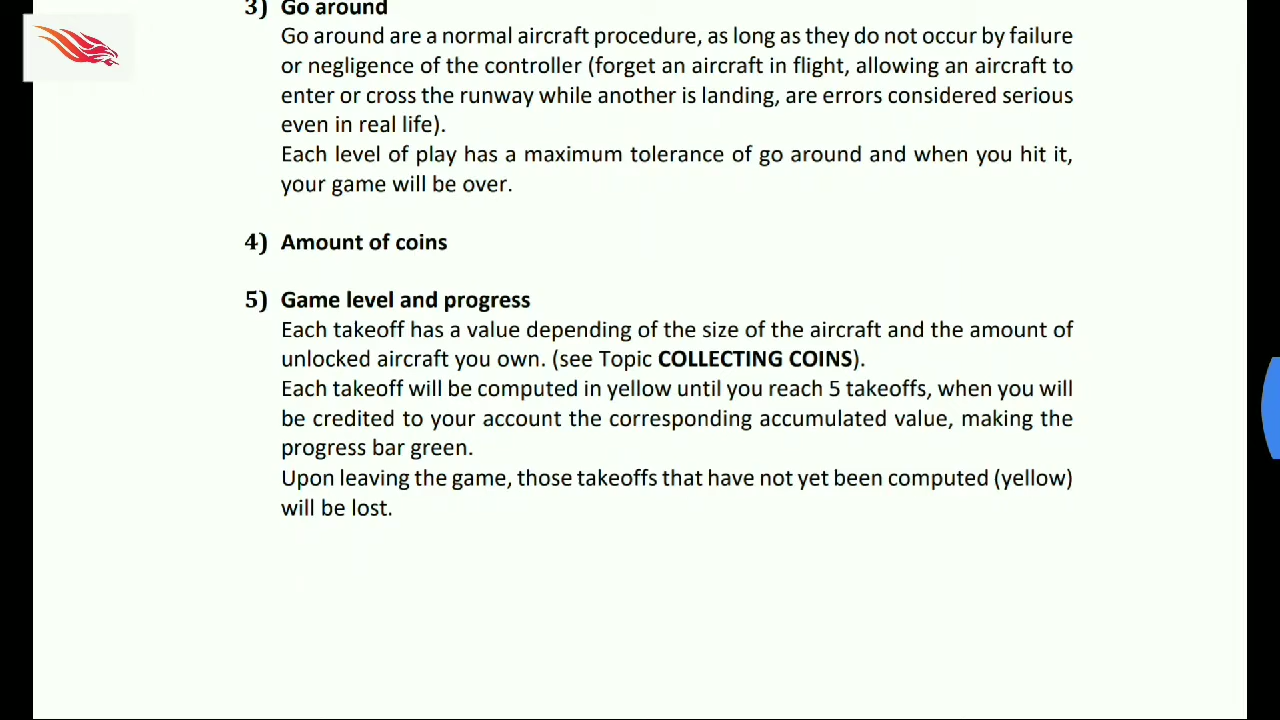 3) Go around
Go around are a normal aircraft procedure, as long as they do not occur by failure
or negligence of the controller (forget an aircraft in flight, allowing an aircraft to
enter or cross the runway while another is landing, are errors considered serious
even in real life).
Each level of play has a maximum tolerance of go around and when you hit it,
your game will be over.
4) Amount of coins
5) Game level and progress
Each takeoff has a value depending of the size of the aircraft and the amount of
unlocked aircraft you own. (see Topic COLLECTING COINS).
Each takeoff will be computed in yellow until you reach 5 takeoffs, when you will
be credited to your account the corresponding accumulated value, making the
progress bar green.
Upon leaving the game, those takeoffs that have not yet been computed (yellow)
will be lost.